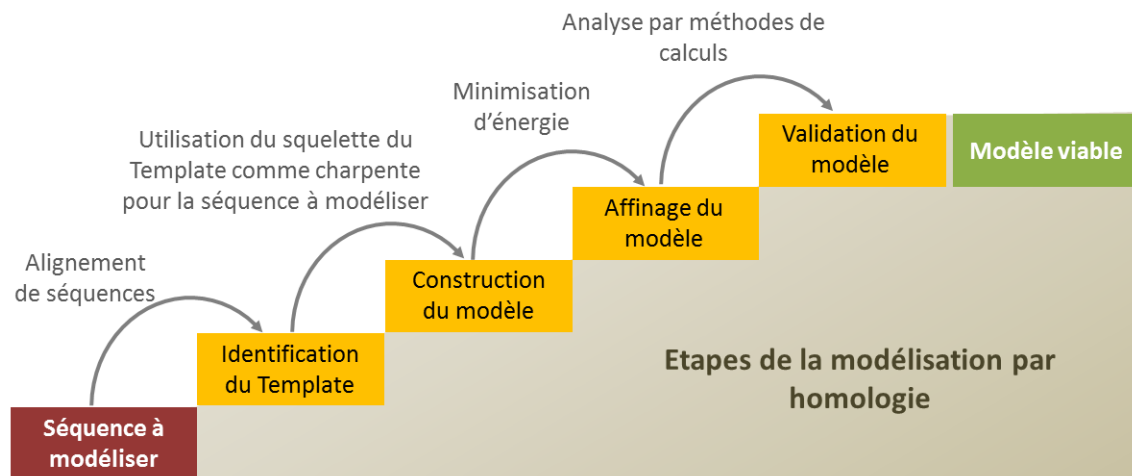 Analyse par méthodes de
calculs
Minimisation
d'énergie
Validation du
modèle
Modèle viable
Utilisation du squelette du
Template comme charpente
pour la séquence à modéliser
Affinage du
modèle
Alignement
de séquences
Construction
du modèle
Identification
du Template
Etapes de la modélisation par
homologie
Séquence à
modéliser